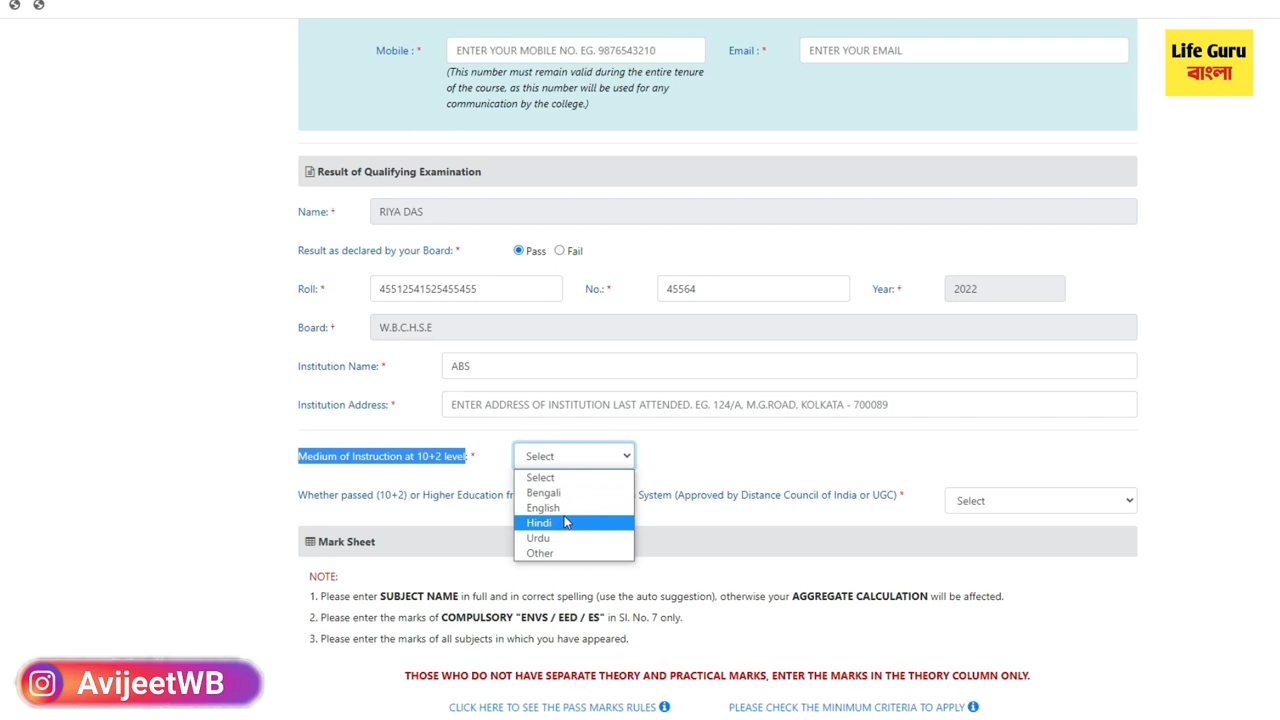 Mobile : * ENTER YOUR MOBILE NO. EG. 9876543210 Email : * ENTER YOUR EMAIL
(This number must remain valid during the entire tenure
of the course, as this number will be used for any
communication by the college.)
Life Guru
বাংলা
Result of Qualifying Examination
Name: * RIYA DAS
Result as declared by your Board: * Pass Fail
Roll: * 45512541525455455 No.: * 45564 Year: * 2022
Board: * W.B.C.H.S.E
Institution Name: * ABS
Institution Address: * ENTER ADDRESS OF INSTITUTION LAST ATTENDED. EG. 124/A, M.G.ROAD, KOLKATA - 700089
Medium of Instruction at 10+2 level: * Select
Select
Bengali
English
Hindi
Urdu
Other
Whether passed (10+2) or Higher Education System (Approved by Distance Council of India or UGC) * Select
Mark Sheet
NOTE:
1. Please enter SUBJECT NAME in full and in correct spelling (use the auto suggestion), otherwise your AGGREGATE CALCULATION will be affected.
2. Please enter the marks of COMPULSORY "ENVS / EED / ES" in Sl. No. 7 only.
3. Please enter the marks of all subjects in which you have appeared.
THOSE WHO DO NOT HAVE SEPARATE THEORY AND PRACTICAL MARKS, ENTER THE MARKS IN THE THEORY COLUMN ONLY.
CLICK HERE TO SEE THE PASS MARKS RULES PLEASE CHECK THE MINIMUM CRITERIA TO APPLY
AvijeetWB